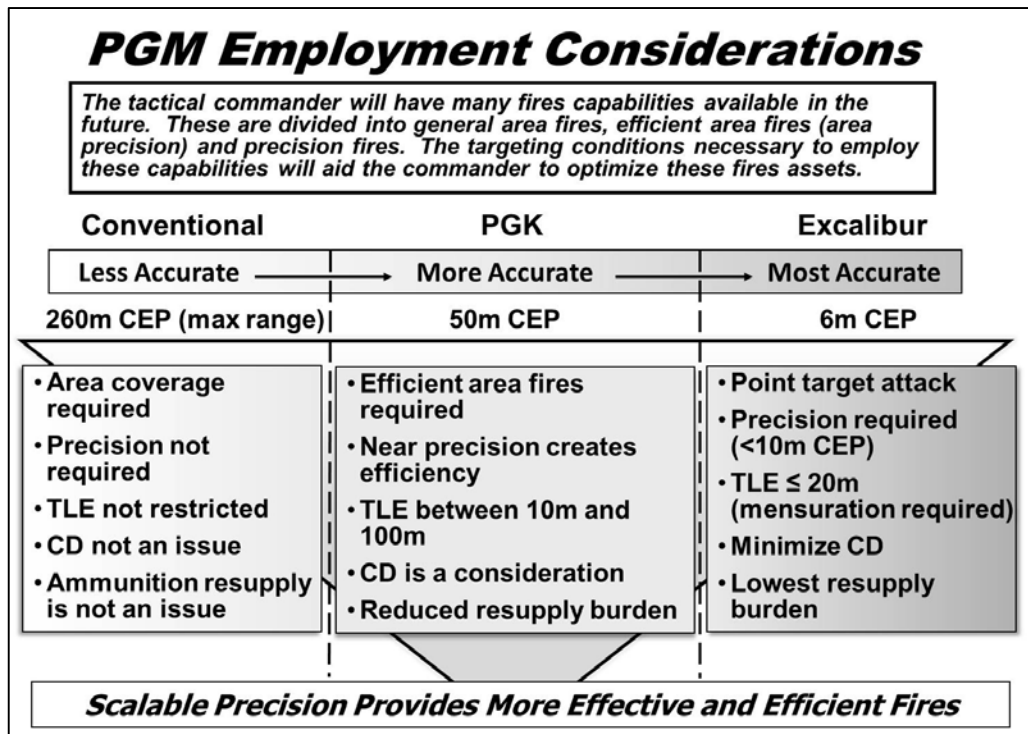 PGM Employment Considerations
The tactical commander will have many fires capabilities available in the
future. These are divided into general area fires, efficient area fires (area
precision) and precision fires. The targeting conditions necessary to employ
these capabilities will aid the commander to optimize these fires assets.
Conventional
PGK
Excalibur
Less Accurate
More Accurate
Most Accurate
260m CEP (max range)
50m CEP
6m CEP
• Area coverage
required
• Precision not
required
• TLE not restricted
• CD not an issue
• Ammunition resupply
is not an issue
• Efficient area fires
required
• Near precision creates
efficiency
• TLE between 10m and
100m
• CD is a consideration
• Reduced resupply burden
• Point target attack
• Precision required
(<10m CEP)
• TLE ≤ 20m
(mensuration required)
• Minimize CD
• Lowest resupply
burden
Scalable Precision Provides More Effective and Efficient Fires